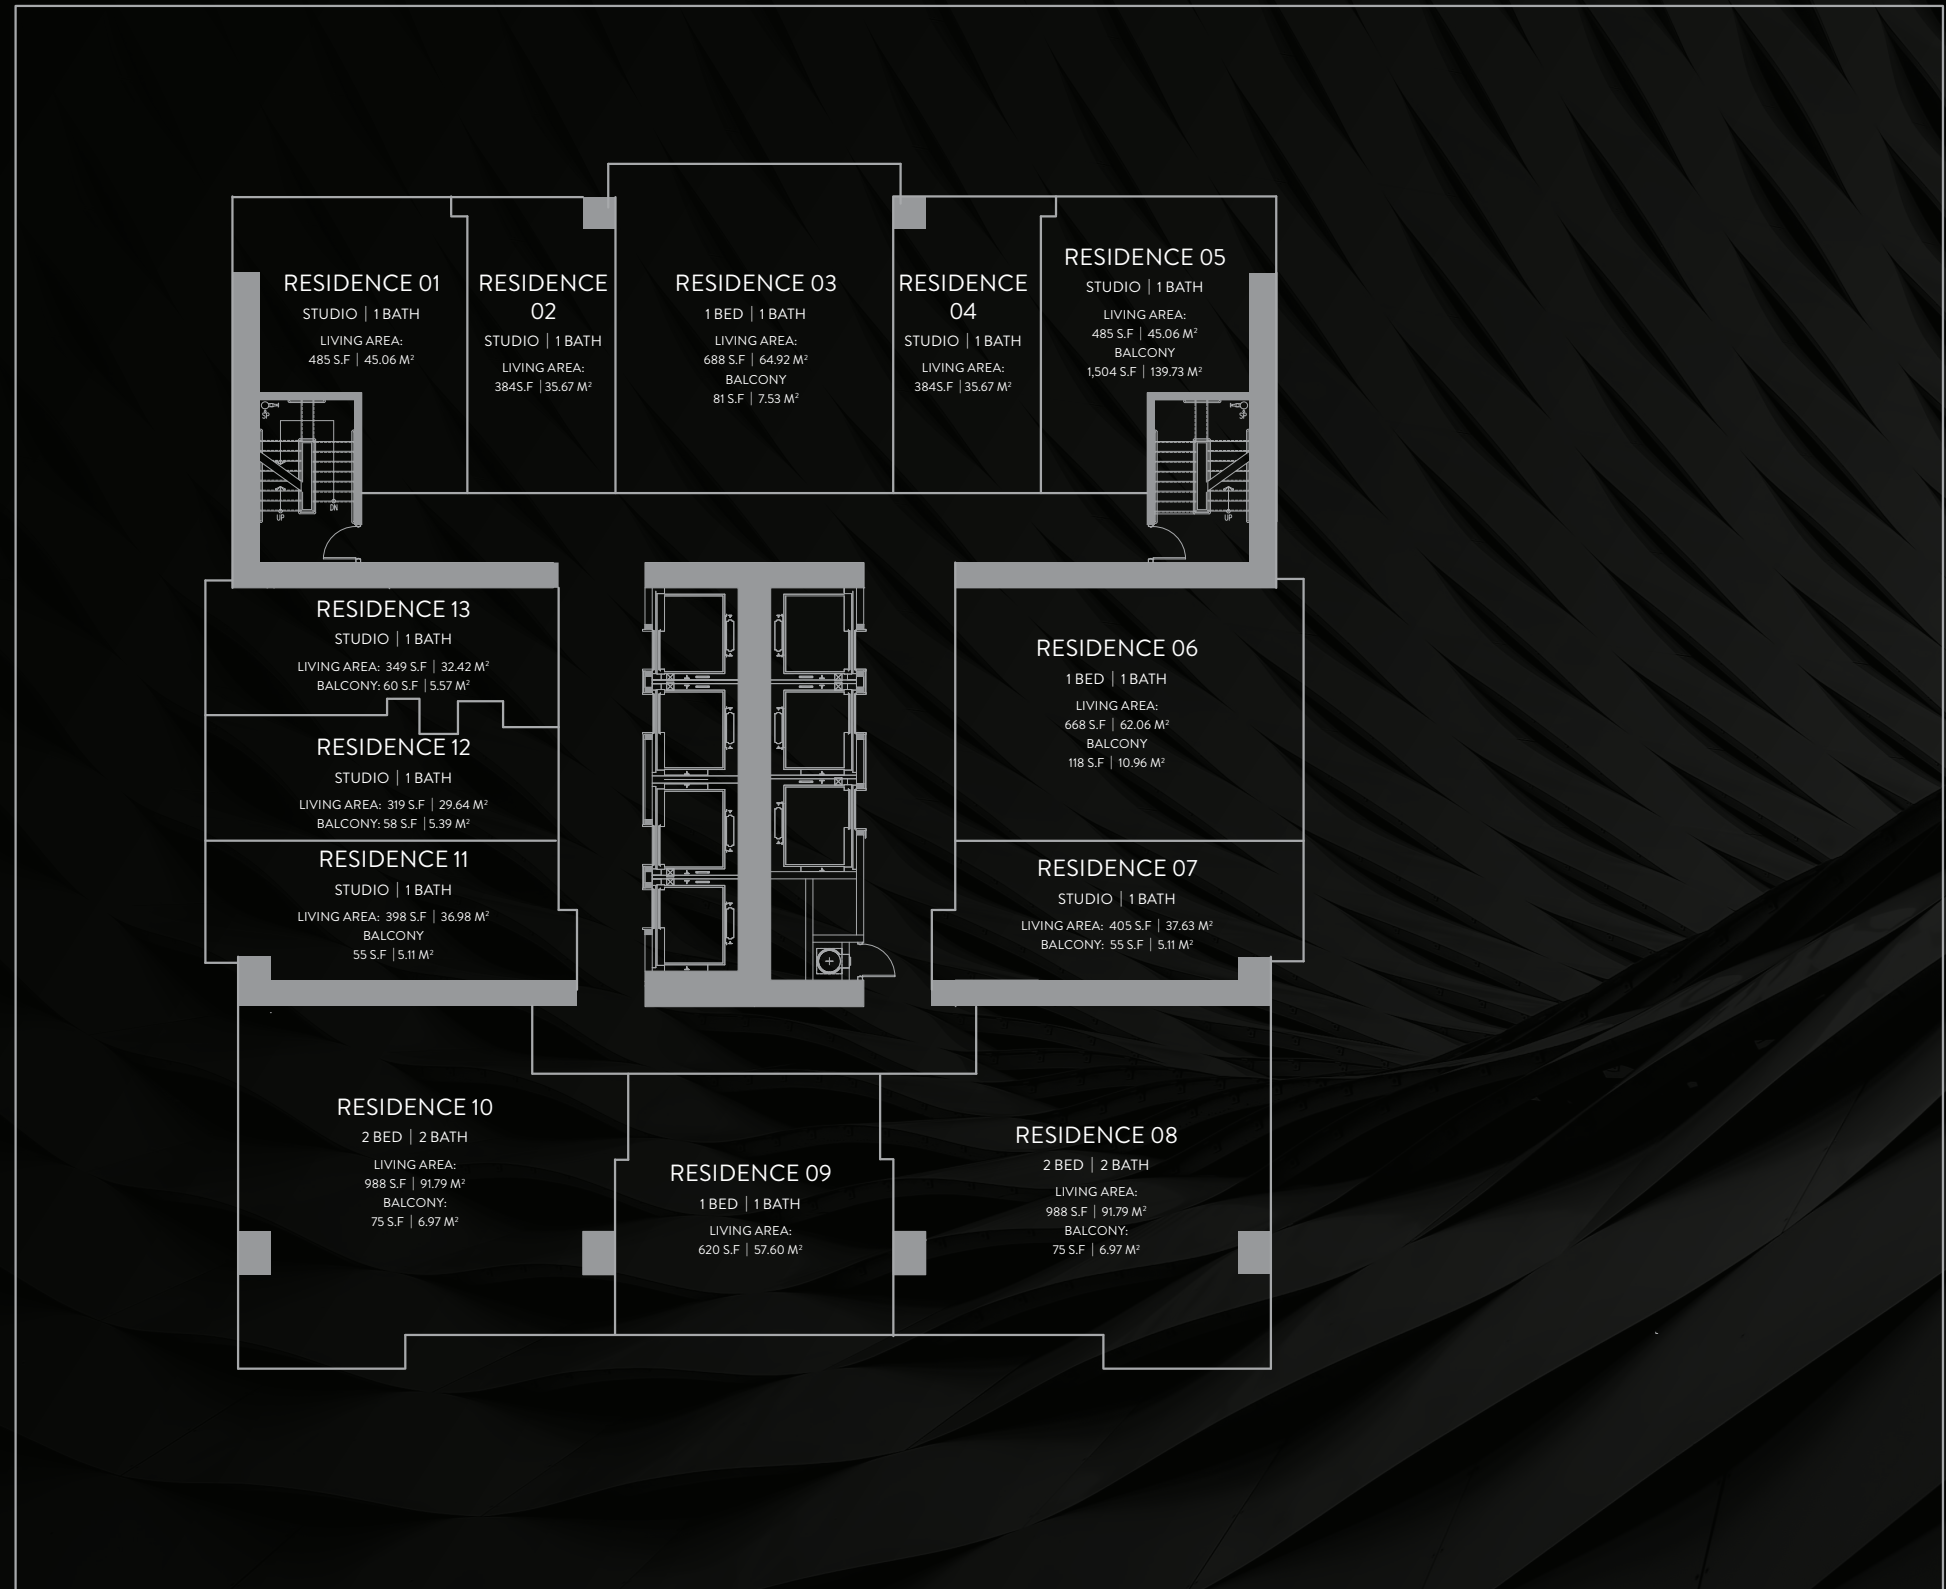 RESIDENCE 01
STUDIO | 1 BATH
LIVING AREA:
485 S.F | 45.06 M²
RESIDENCE
02
STUDIO | 1 BATH
LIVING AREA:
384S.F | 35.67 M²
RESIDENCE 03
1 BED | 1 BATH
LIVING AREA:
688 S.F | 64.92 M²
BALCONY
81 S.F | 7.53 M²
RESIDENCE
04
STUDIO | 1 BATH
LIVING AREA:
384S.F | 35.67 M²
RESIDENCE 05
STUDIO | 1 BATH
LIVING AREA:
485 S.F | 45.06 M²
BALCONY
1,504 S.F | 139.73 M²
SP
UP
DN
SP
UP
RESIDENCE 13
STUDIO | 1 BATH
LIVING AREA: 349 S.F | 32.42 M²
BALCONY: 60 S.F | 5.57 M²
RESIDENCE 12
STUDIO | 1 BATH
LIVING AREA: 319 S.F | 29.64 M²
BALCONY: 58 S.F | 5.39 M²
RESIDENCE 11
STUDIO | 1 BATH
LIVING AREA: 398 S.F | 36.98 M²
BALCONY
55 S.F | 5.11 M²
RESIDENCE 06
1 BED | 1 BATH
LIVING AREA:
668 S.F | 62.06 M²
BALCONY
118 S.F | 10.96 M²
RESIDENCE 07
STUDIO | 1 BATH
LIVING AREA: 405 S.F | 37.63 M²
BALCONY: 55 S.F | 5.11 M²
RESIDENCE 10
2 BED | 2 BATH
LIVING AREA:
988 S.F | 91.79 M²
BALCONY:
75 S.F | 6.97 M²
RESIDENCE 09
1 BED | 1 BATH
LIVING AREA:
620 S.F | 57.60 M²
RESIDENCE 08
2 BED | 2 BATH
LIVING AREA:
988 S.F | 91.79 M²
BALCONY:
75 S.F | 6.97 M²